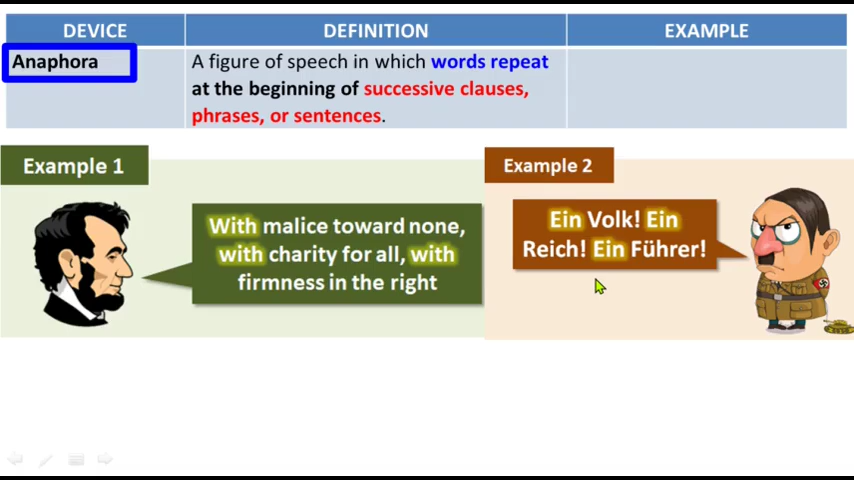 DEVICE DEFINITION EXAMPLE
Anaphora
A figure of speech in which words repeat
at the beginning of successive clauses,
phrases, or sentences.
Example 1
With malice toward none,
with charity for all, with
firmness in the right
Example 2
Ein Volk! Ein
Reich! Ein Führer!